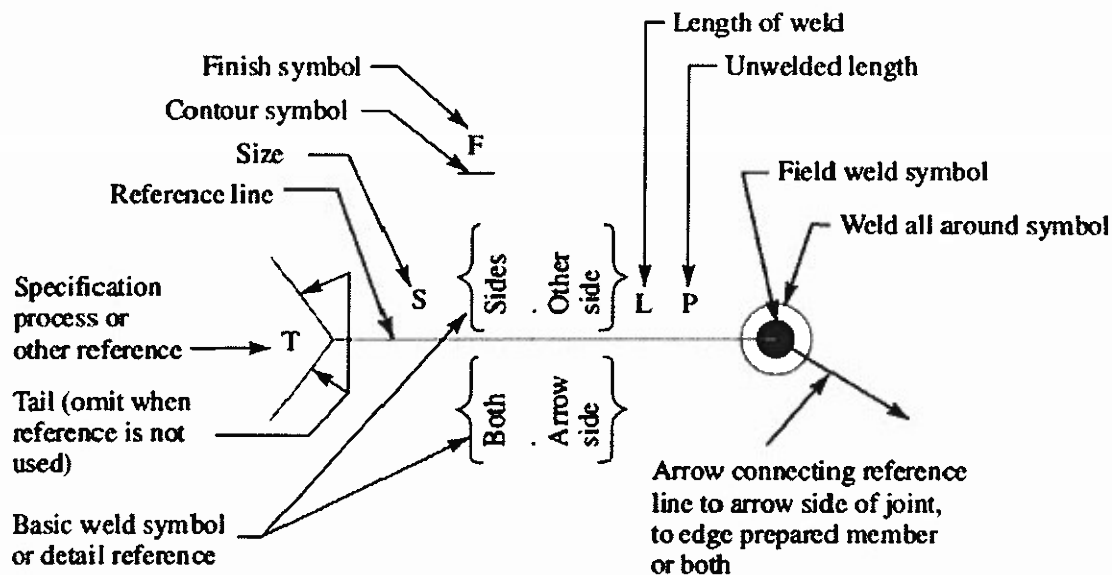 Length of weld
Finish symbol
Unwelded length
Contour symbol
F
Size
Field weld symbol
Reference line
Weld all around symbol
Specification
process or
other reference
T
S
Sides
Other
side
L
P
Both
Arrow
side
Tail (omit when
reference is not
used)
Arrow connecting reference
line to arrow side of joint,
to edge prepared member
or both
Basic weld symbol
or detail reference